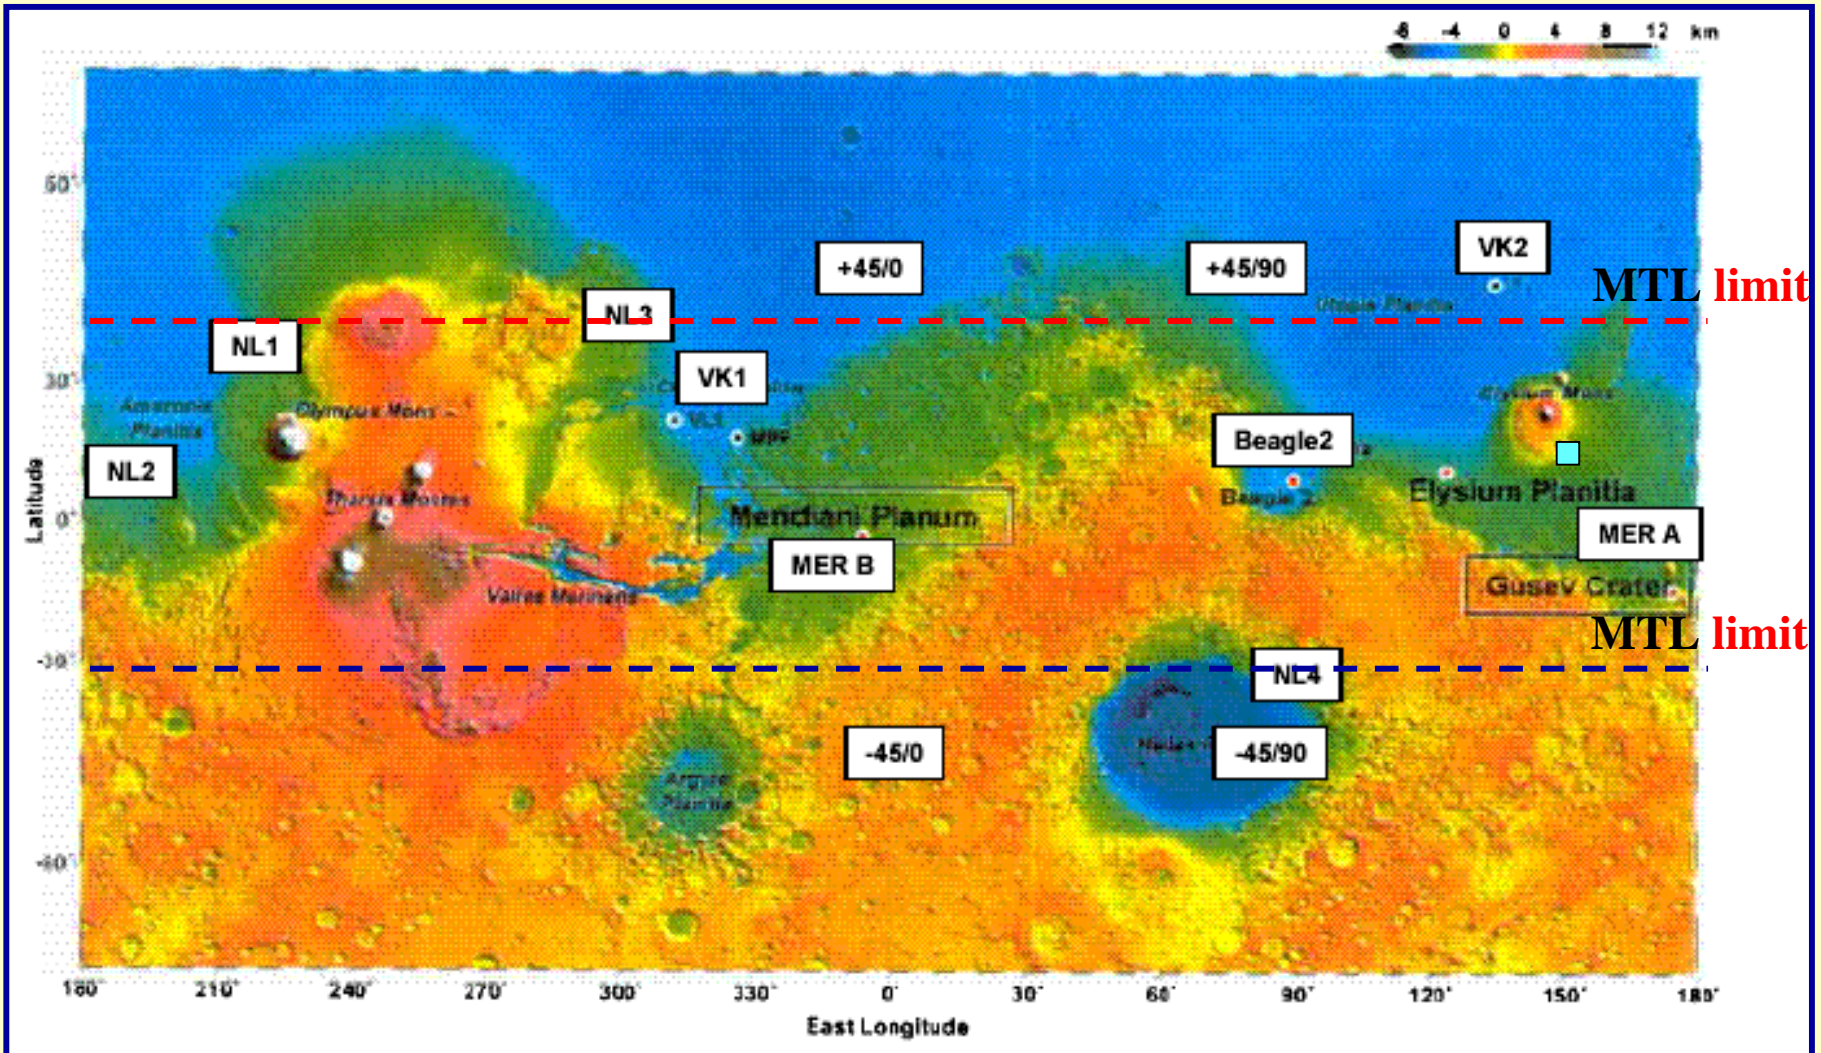 -8 -4 0 4 8 12 km
60°
+45/0
+45/90
VK2
MTL limit
Utopia Planitia
NL3
NL1
VK1
30°
Elysium Mons
Amazonis
Planitia
Olympus Mons
VL1
MPF
Beagle2
NL2
Beagle 2
Elysium Planitia
Tharsis Montes
Latitude
0°
Meridiani Planum
MER A
MER B
Gusev Crater
Valles Marineris
MTL limit
-30°
NL4
-45/0
-45/90
Argyre
Planitia
-60°
180° 210° 240° 270° 300° 330° 0° 30° 60° 90° 120° 150° 180°
East Longitude